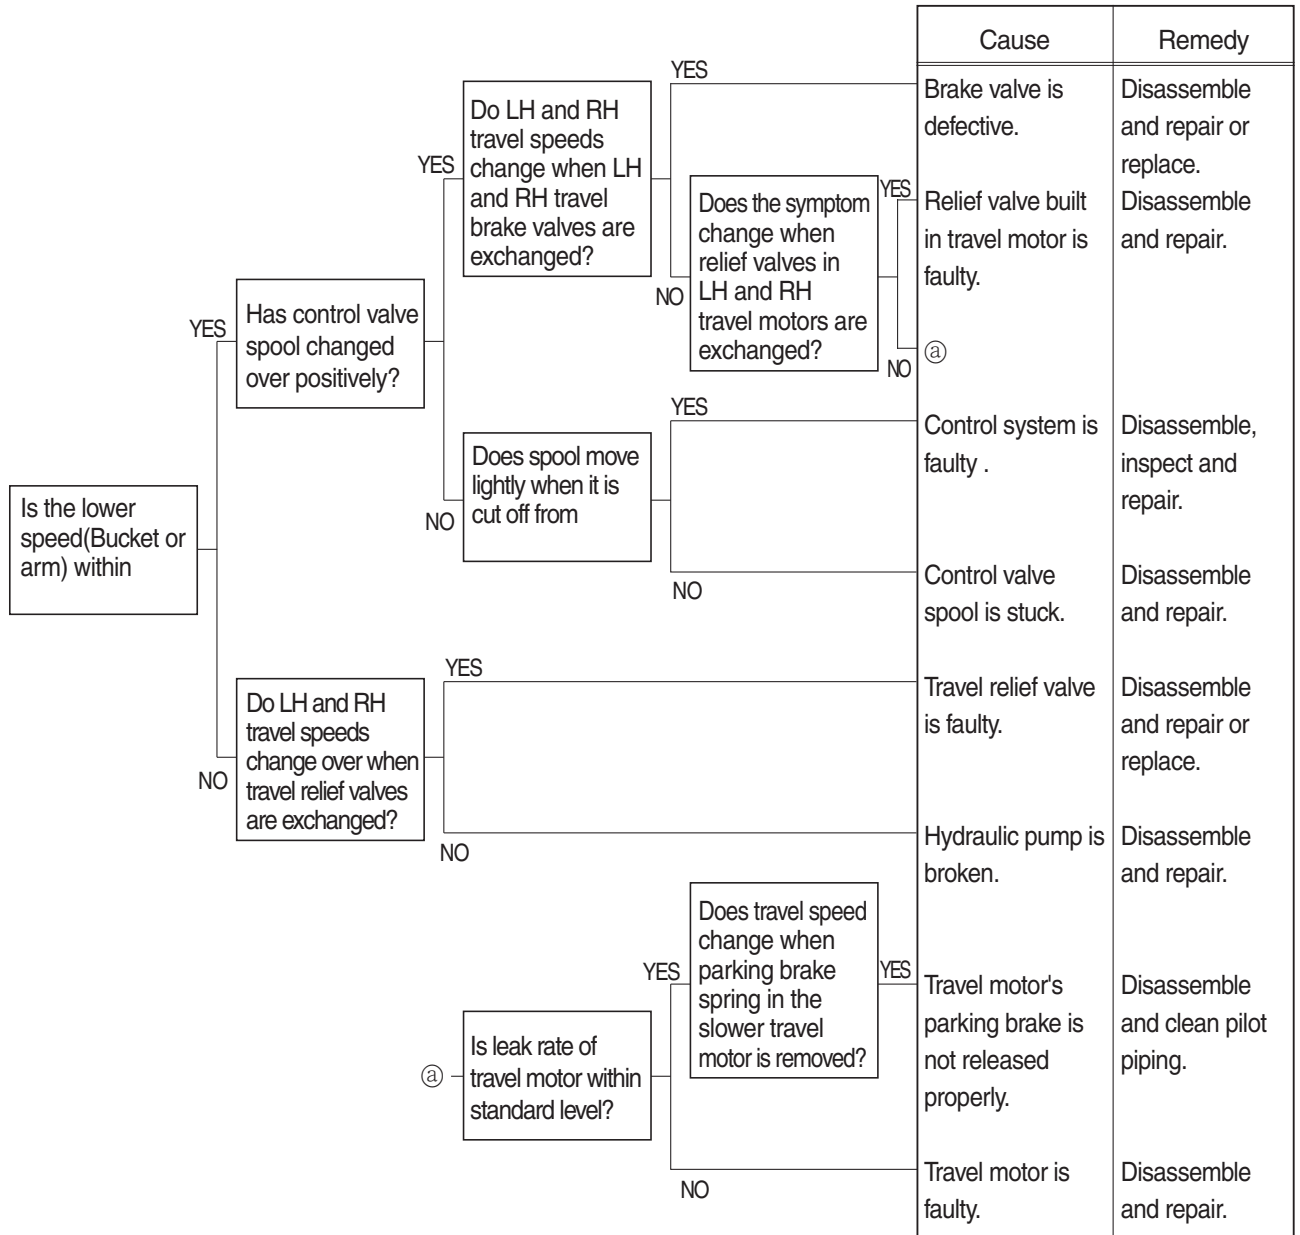 Cause
Remedy
YES
Brake valve is
defective.
Disassemble
and repair or
replace.
Do LH and RH
travel speeds
change when LH
and RH travel
brake valves are
exchanged?
YES
YES
Relief valve built
in travel motor is
faulty.
Disassemble
and repair.
Does the symptom
change when
relief valves in
LH and RH
travel motors are
exchanged?
NO
NO
ⓐ
YES
Has control valve
spool changed
over positively?
YES
Control system is
faulty .
Disassemble,
inspect and
repair.
Does spool move
lightly when it is
cut off from
NO
Is the lower
speed(Bucket or
arm) within
NO
Control valve
spool is stuck.
Disassemble
and repair.
YES
Travel relief valve
is faulty.
Disassemble
and repair or
replace.
Do LH and RH
travel speeds
change over when
travel relief valves
are exchanged?
NO
NO
Hydraulic pump is
broken.
Disassemble
and repair.
Does travel speed
change when
parking brake
spring in the
slower travel
motor is removed?
YES
YES
Travel motor's
parking brake is
not released
properly.
Disassemble
and clean pilot
piping.
ⓐ
Is leak rate of
travel motor within
standard level?
NO
Travel motor is
faulty.
Disassemble
and repair.